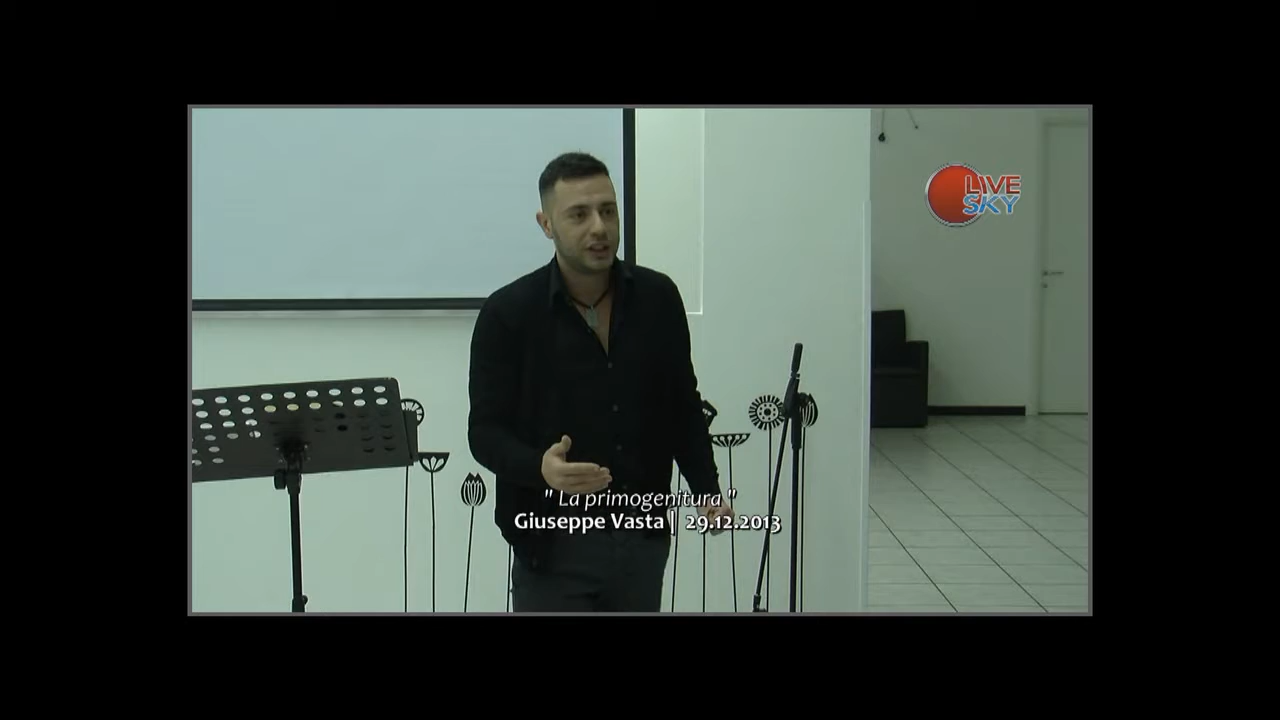 LIVE
SKY
" La primogenitura "
Giuseppe Vasta | 29.12.2013